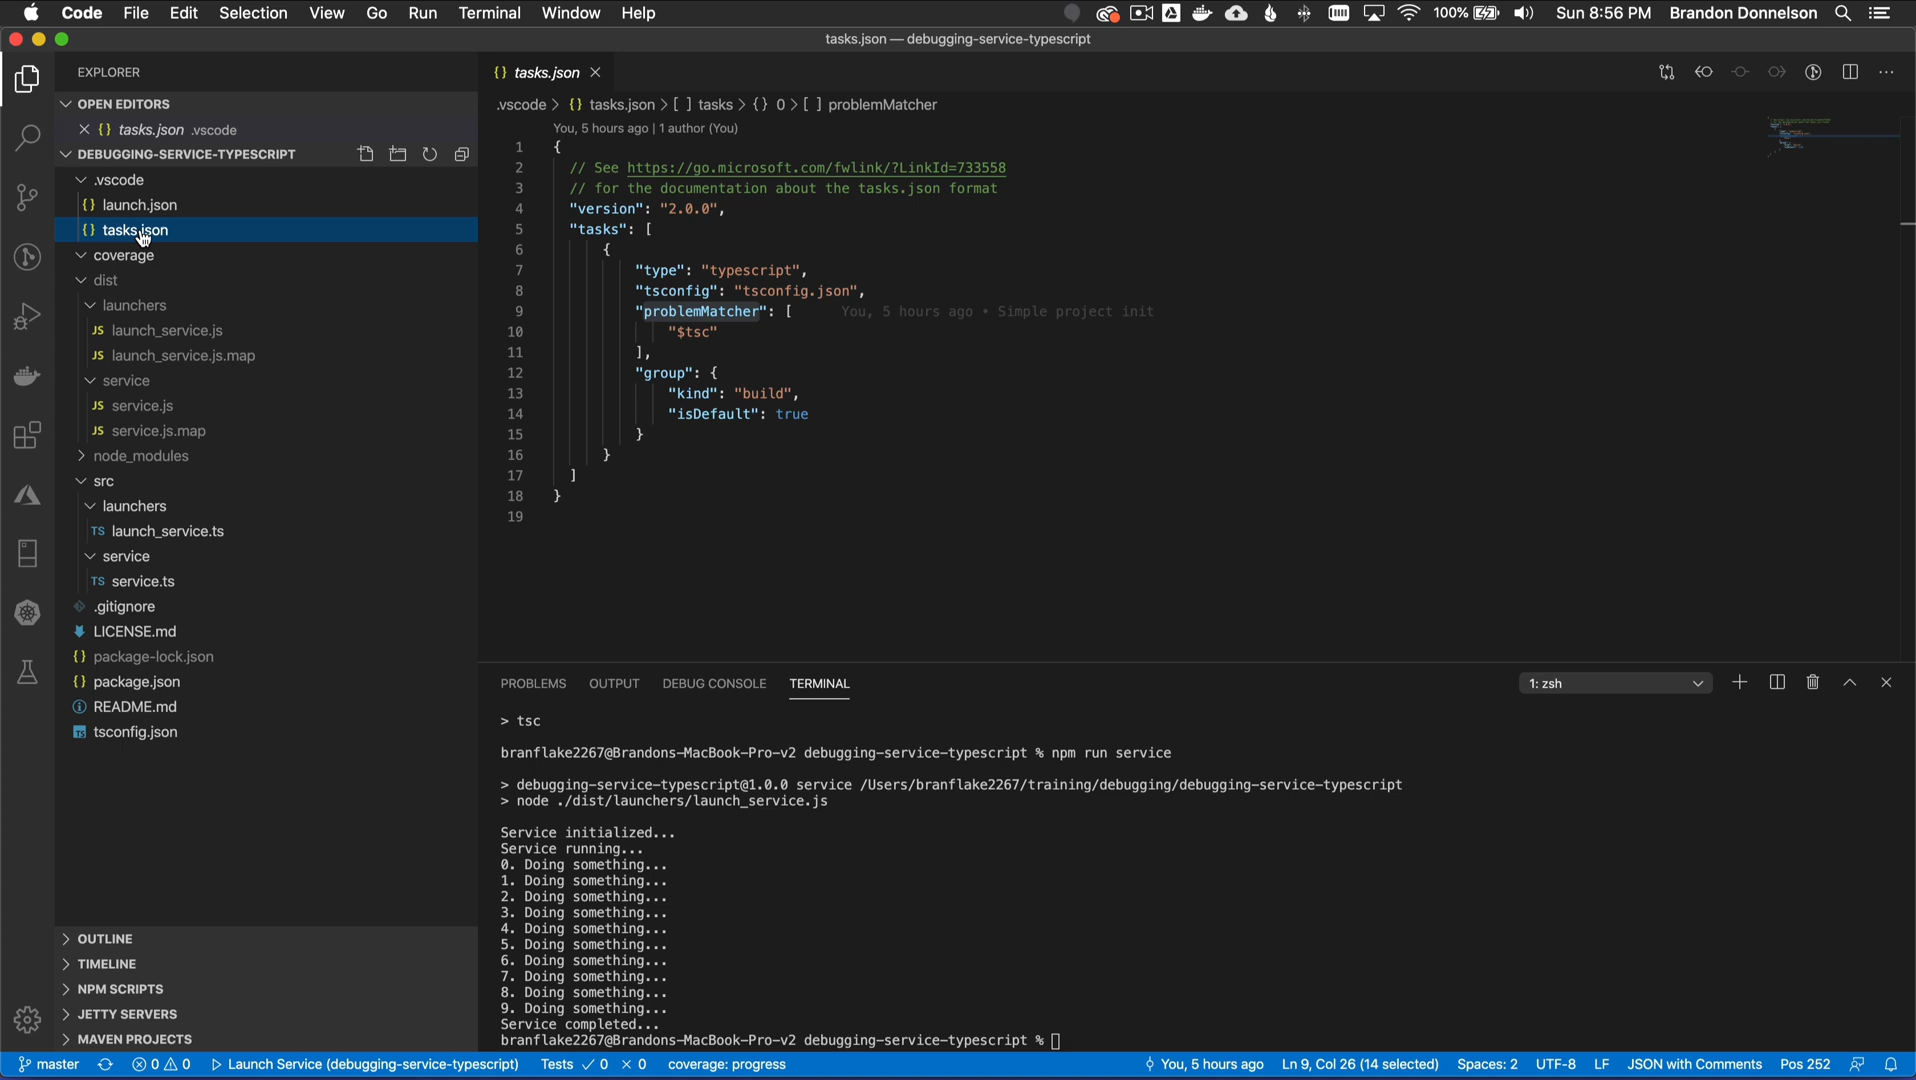 Code File Edit Selection View Go Run Terminal Window Help 100% Sun 8:56 PM Brandon Donnelson
tasks.json — debugging-service-typescript
EXPLORER
OPEN EDITORS
{} tasks.json .vscode
DEBUGGING-SERVICE-TYPESCRIPT
.vscode
{} launch.json
{} tasks.json
coverage
dist
launchers
JS launch_service.js
JS launch_service.js.map
service
JS service.js
JS service.js.map
node_modules
src
launchers
TS launch_service.ts
service
TS service.ts
.gitignore
LICENSE.md
{} package-lock.json
{} package.json
README.md
TS tsconfig.json
OUTLINE
TIMELINE
NPM SCRIPTS
JETTY SERVERS
MAVEN PROJECTS
{} tasks.json
.vscode > {} tasks.json > [ ] tasks > {} 0 > [ ] problemMatcher
You, 5 hours ago | 1 author (You)
1 {
2 // See https://go.microsoft.com/fwlink/?LinkId=733558
3 // for the documentation about the tasks.json format
4 "version": "2.0.0",
5 "tasks": [
6 {
7 "type": "typescript",
8 "tsconfig": "tsconfig.json",
9 "problemMatcher": [ You, 5 hours ago • Simple project init
10 "$tsc"
11 ],
12 "group": {
13 "kind": "build",
14 "isDefault": true
15 }
16 }
17 ]
18 }
19
PROBLEMS OUTPUT DEBUG CONSOLE TERMINAL 1: zsh
> tsc
branflake2267@Brandons-MacBook-Pro-v2 debugging-service-typescript % npm run service
> debugging-service-typescript@1.0.0 service /Users/branflake2267/training/debugging/debugging-service-typescript
> node ./dist/launchers/launch_service.js
Service initialized...
Service running...
0. Doing something...
1. Doing something...
2. Doing something...
3. Doing something...
4. Doing something...
5. Doing something...
6. Doing something...
7. Doing something...
8. Doing something...
9. Doing something...
Service completed...
branflake2267@Brandons-MacBook-Pro-v2 debugging-service-typescript %
master 0 0 Launch Service (debugging-service-typescript) Tests ✓ 0 × 0 coverage: progress You, 5 hours ago Ln 9, Col 26 (14 selected) Spaces: 2 UTF-8 LF JSON with Comments Pos 252